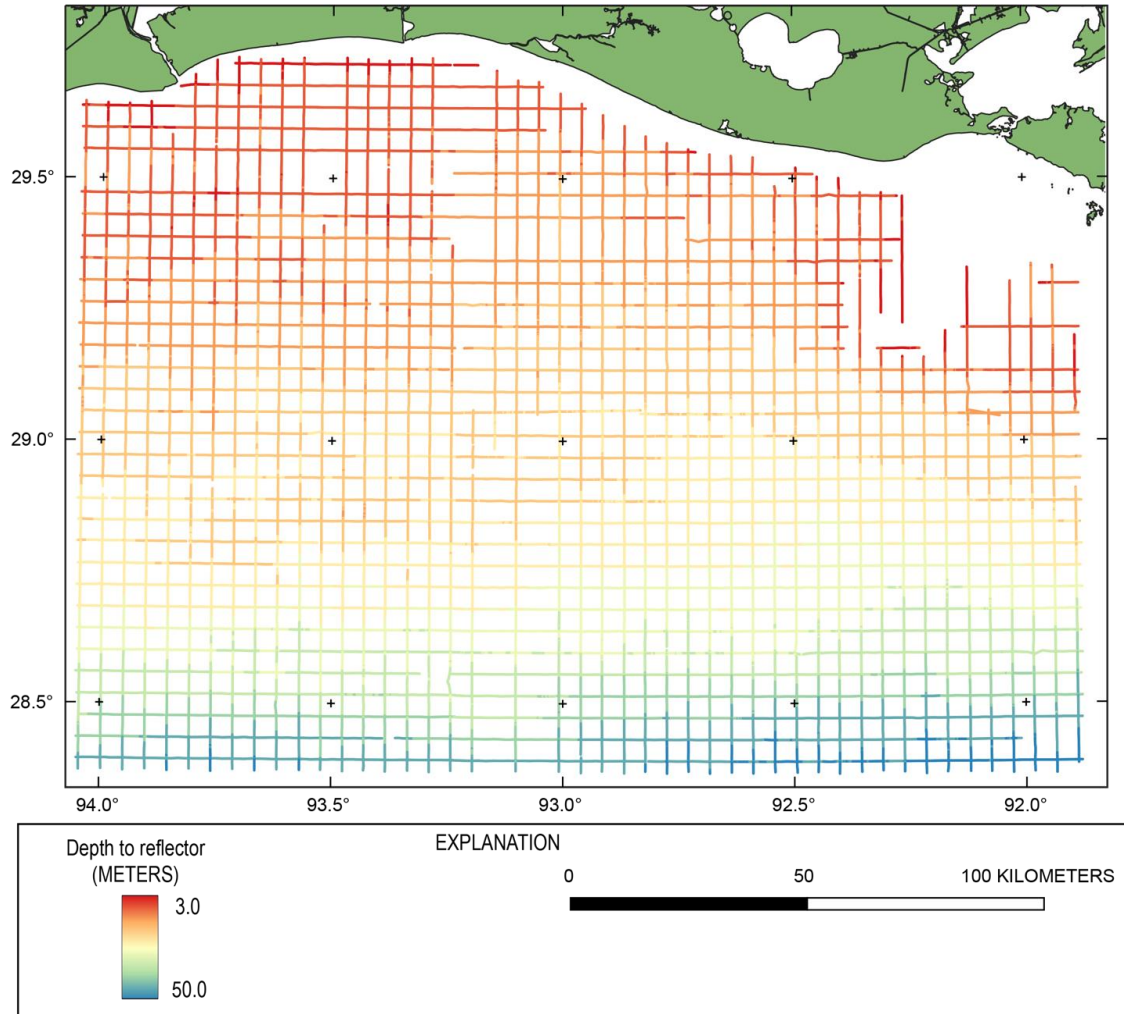 29.5°
29.0°
28.5°
94.0° 93.5° 93.0° 92.5° 92.0°
EXPLANATION
Depth to reflector
(METERS)
3.0
50.0
0 50 100 KILOMETERS